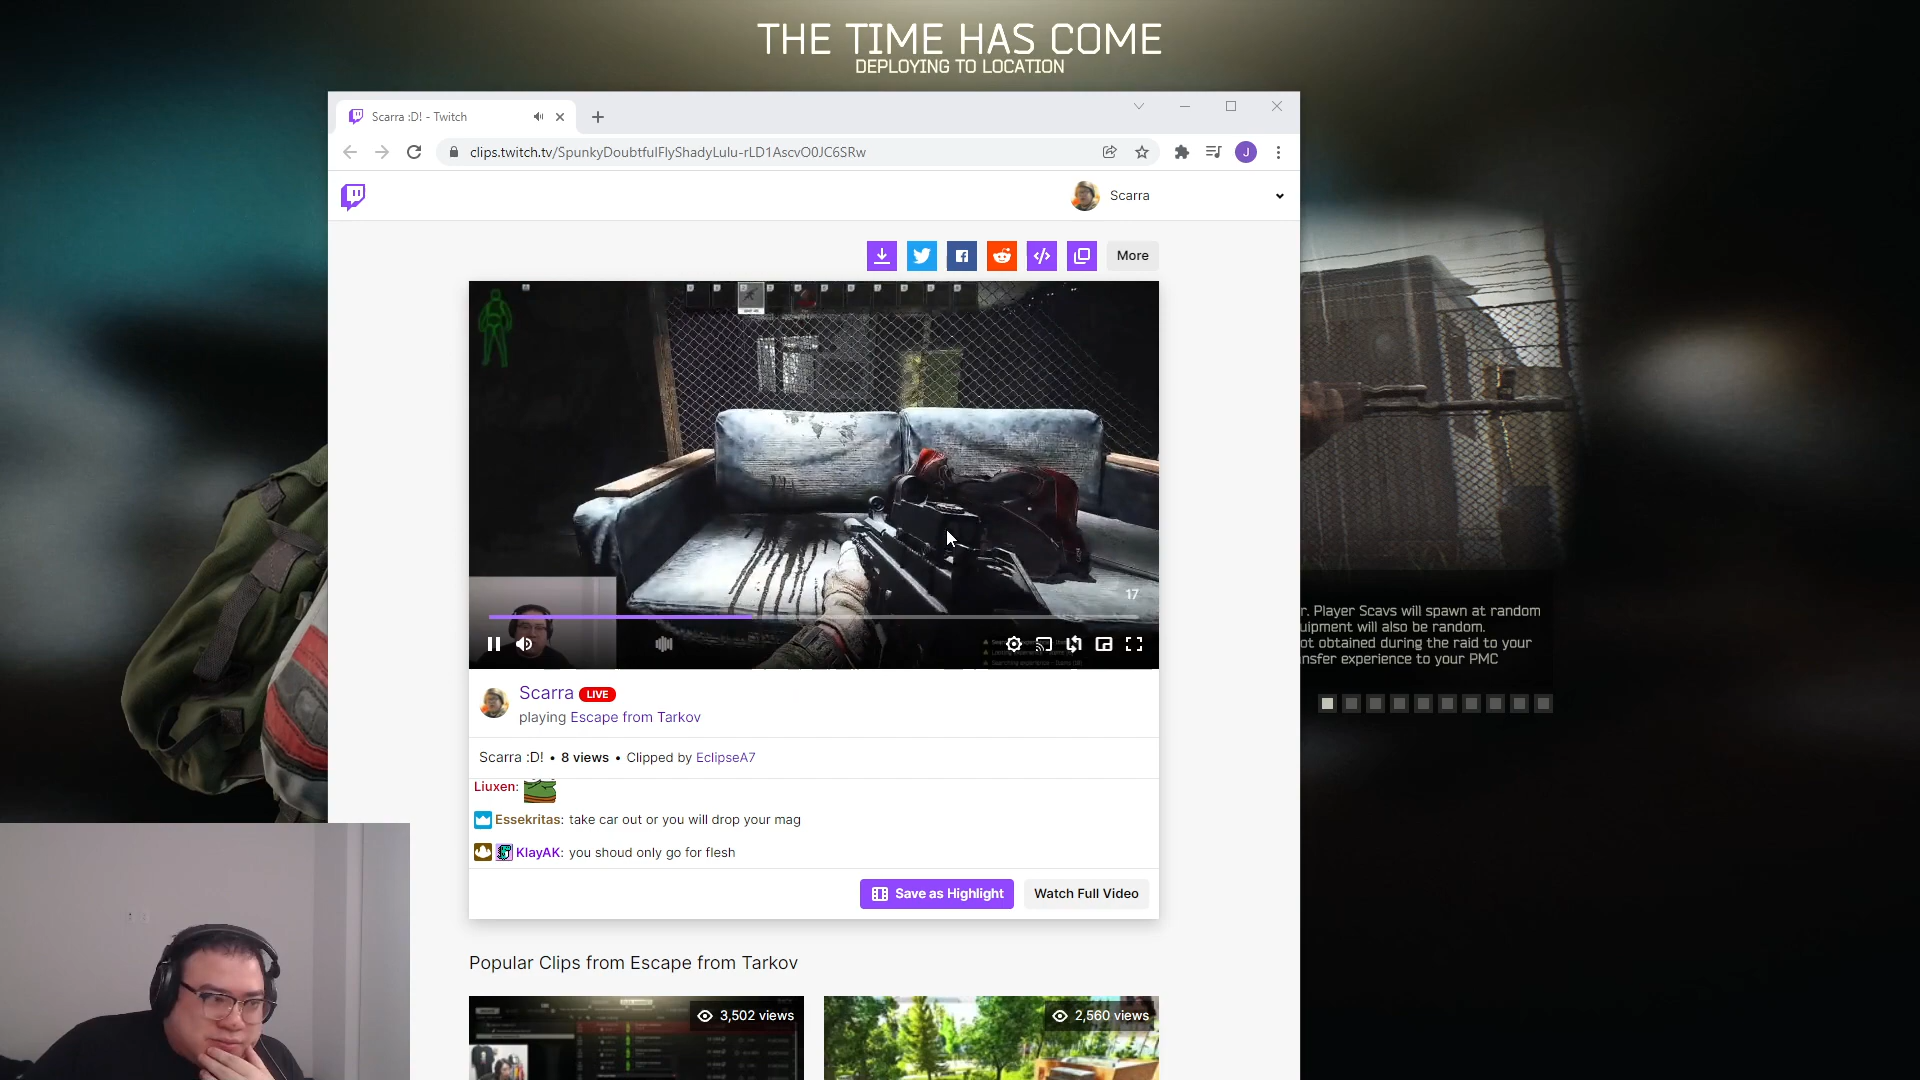 THE TIME HAS COME
DEPLOYING TO LOCATION
Scarra :D! - Twitch
clips.twitch.tv/SpunkyDoubtfulFlyShadyLulu-rLD1AscvO0JC6SRw
J
Scarra
More
17
Scarra LIVE
playing Escape from Tarkov
Scarra :D! • 8 views • Clipped by EclipseA7
Liuxen:
Essekritas: take car out or you will drop your mag
KlayAK: you shoud only go for flesh
Save as Highlight
Watch Full Video
Popular Clips from Escape from Tarkov
3,502 views
2,560 views
r. Player Scavs will spawn at random
uipment will also be random.
ot obtained during the raid to your
nsfer experience to your PMC